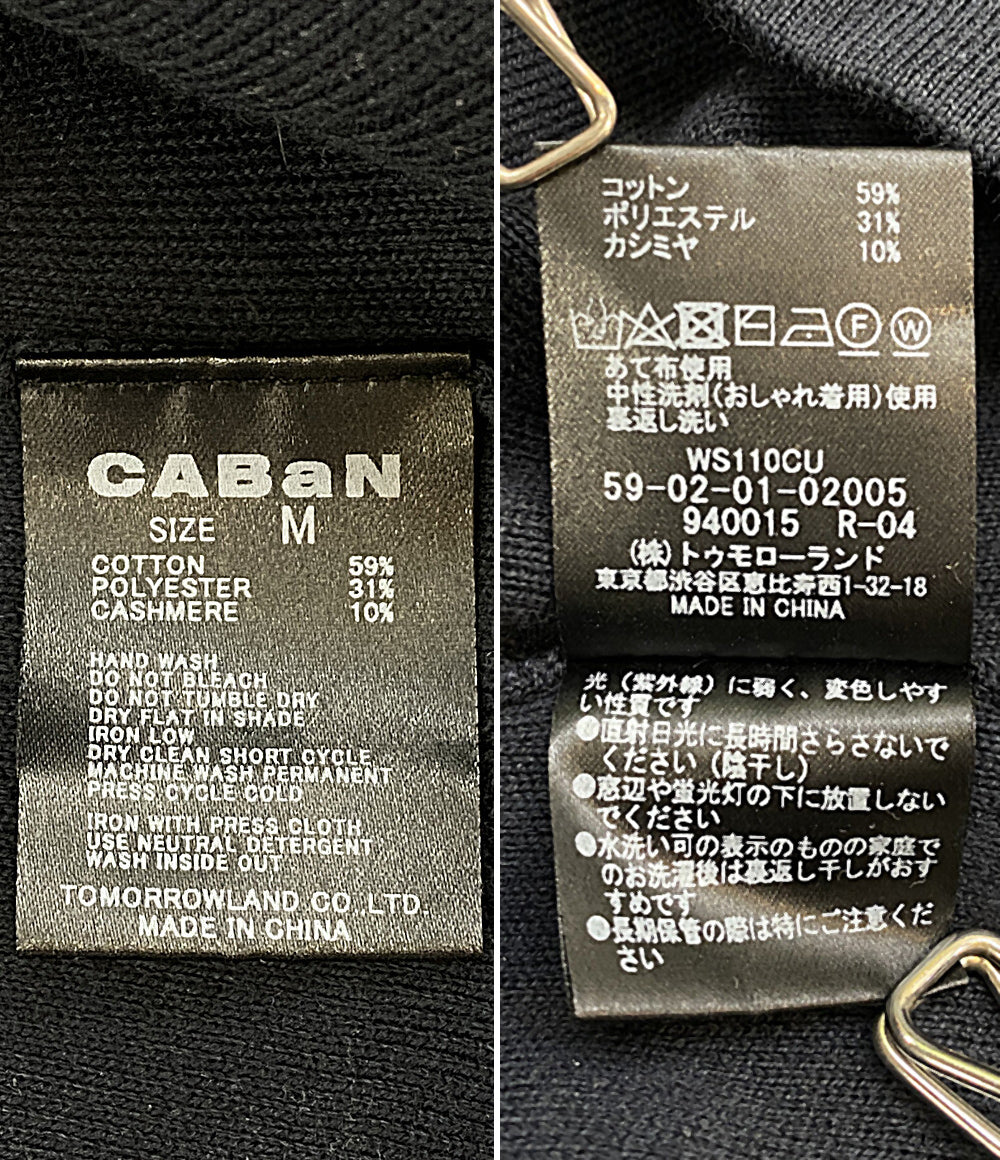 CABaN
SIZE M
COTTON 59%
POLYESTER 31%
CASHMERE 10%
HAND WASH
DO NOT BLEACH
DO NOT TUMBLE DRY
DRY FLAT IN SHADE
IRON LOW
DRY CLEAN SHORT CYCLE
MACHINE WASH PERMANENT
PRESS CYCLE COLD
IRON WITH PRESS CLOTH
USE NEUTRAL DETERGENT
WASH INSIDE OUT
TOMORROWLAND CO.,LTD.
MADE IN CHINA
コットン 59%
ポリエステル 31%
カシミヤ 10%
F W
あて布使用
中性洗剤(おしゃれ着用)使用
裏返し洗い
WS110CU
59-02-01-02005
940015 R-04
(株)トゥモローランド
東京都渋谷区恵比寿西1-32-18
MADE IN CHINA
光(紫外線)に弱く、変色しやす
い性質です
●直射日光に長時間さらさないで
ください(陰干し)
●窓辺や蛍光灯の下に放置しない
でください
●水洗い可の表示のものの家庭で
のお洗濯後は裏返し干しがおす
すめです
●長期保管の際は特にご注意くだ
さい